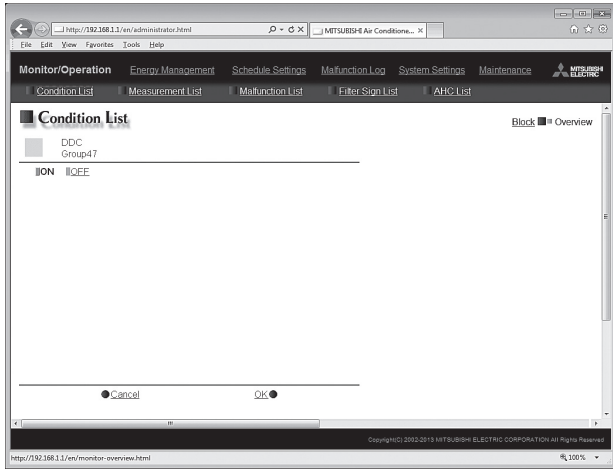 http://192.168.1.1/en/administrator.html
MITSUBISHI Air Conditione...
File Edit View Favorites Tools Help
Monitor/Operation Energy Management Schedule Settings Malfunction Log System Settings Maintenance MITSUBISHI ELECTRIC
Condition List Measurement List Malfunction List Filter Sign List AHC List
Condition List
Block Overview
DDC
Group47
ON OFF
Cancel OK
Copyright(C) 2002-2013 MITSUBISHI ELECTRIC CORPORATION All Rights Reserved
http://192.168.1.1/en/monitor-overview.html 100%